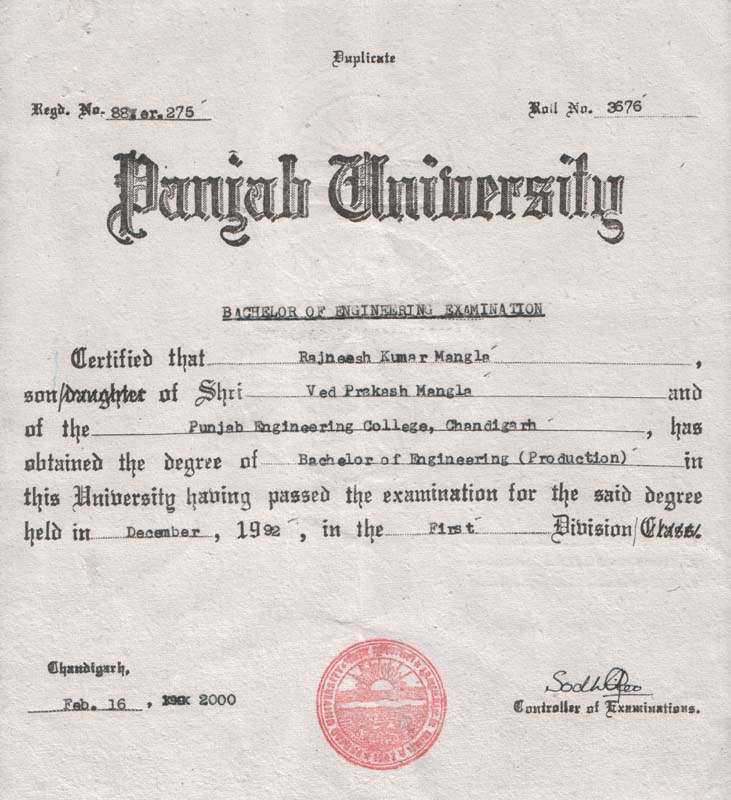 Duplicate
Regd. No. 88zer.275
Roll No. 3676
Panjab University
BACHELOR OF ENGINEERING EXAMINATION
Certified that Rajneesh Kumar Mangla,
son/daughter of Shri Ved Prakash Mangla and
of the Punjab Engineering College, Chandigarh, has
obtained the degree of Bachelor of Engineering (Production) in
this University having passed the examination for the said degree
held in December, 1992, in the First Division/Class.
Chandigarh,
Feb. 16, 199x 2000
Controller of Examinations.